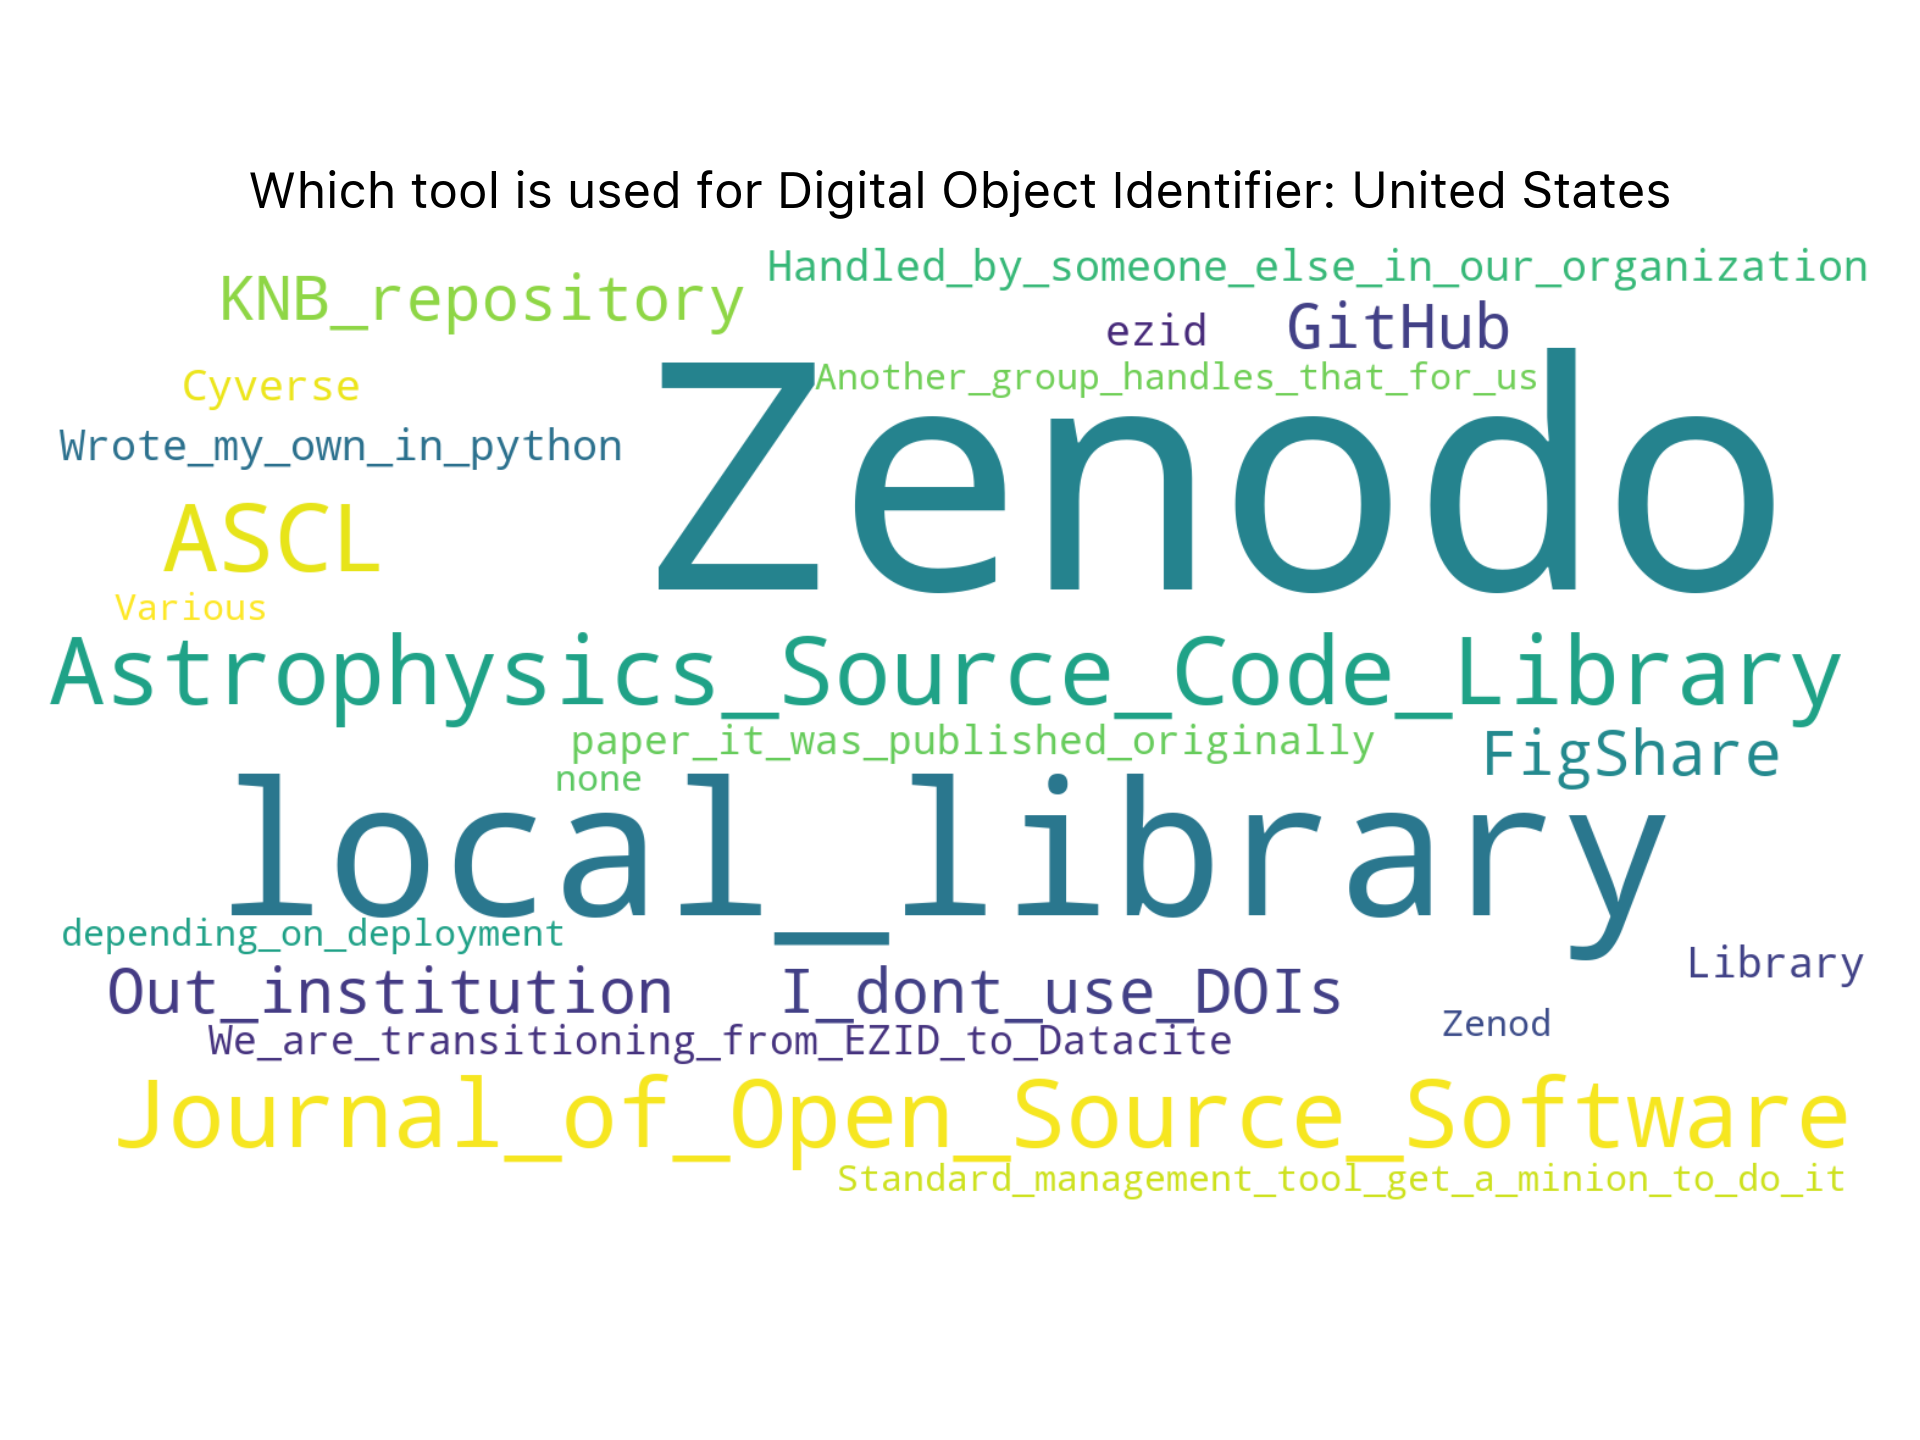 Which tool is used for Digital Object Identifier: United States
Handled_by_someone_else_in_our_organization
KNB_repository
ezid
GitHub
Cyverse
Another_group_handles_that_for_us
Wrote_my_own_in_python
Zenodo
ASCL
Various
Astrophysics_Source_Code_Library
paper_it_was_published_originally
FigShare
none
local_library
depending_on_deployment
Library
Out_institution
I_dont_use_DOIs
Zenod
We_are_transitioning_from_EZID_to_Datacite
Journal_of_Open_Source_Software
Standard_management_tool_get_a_minion_to_do_it